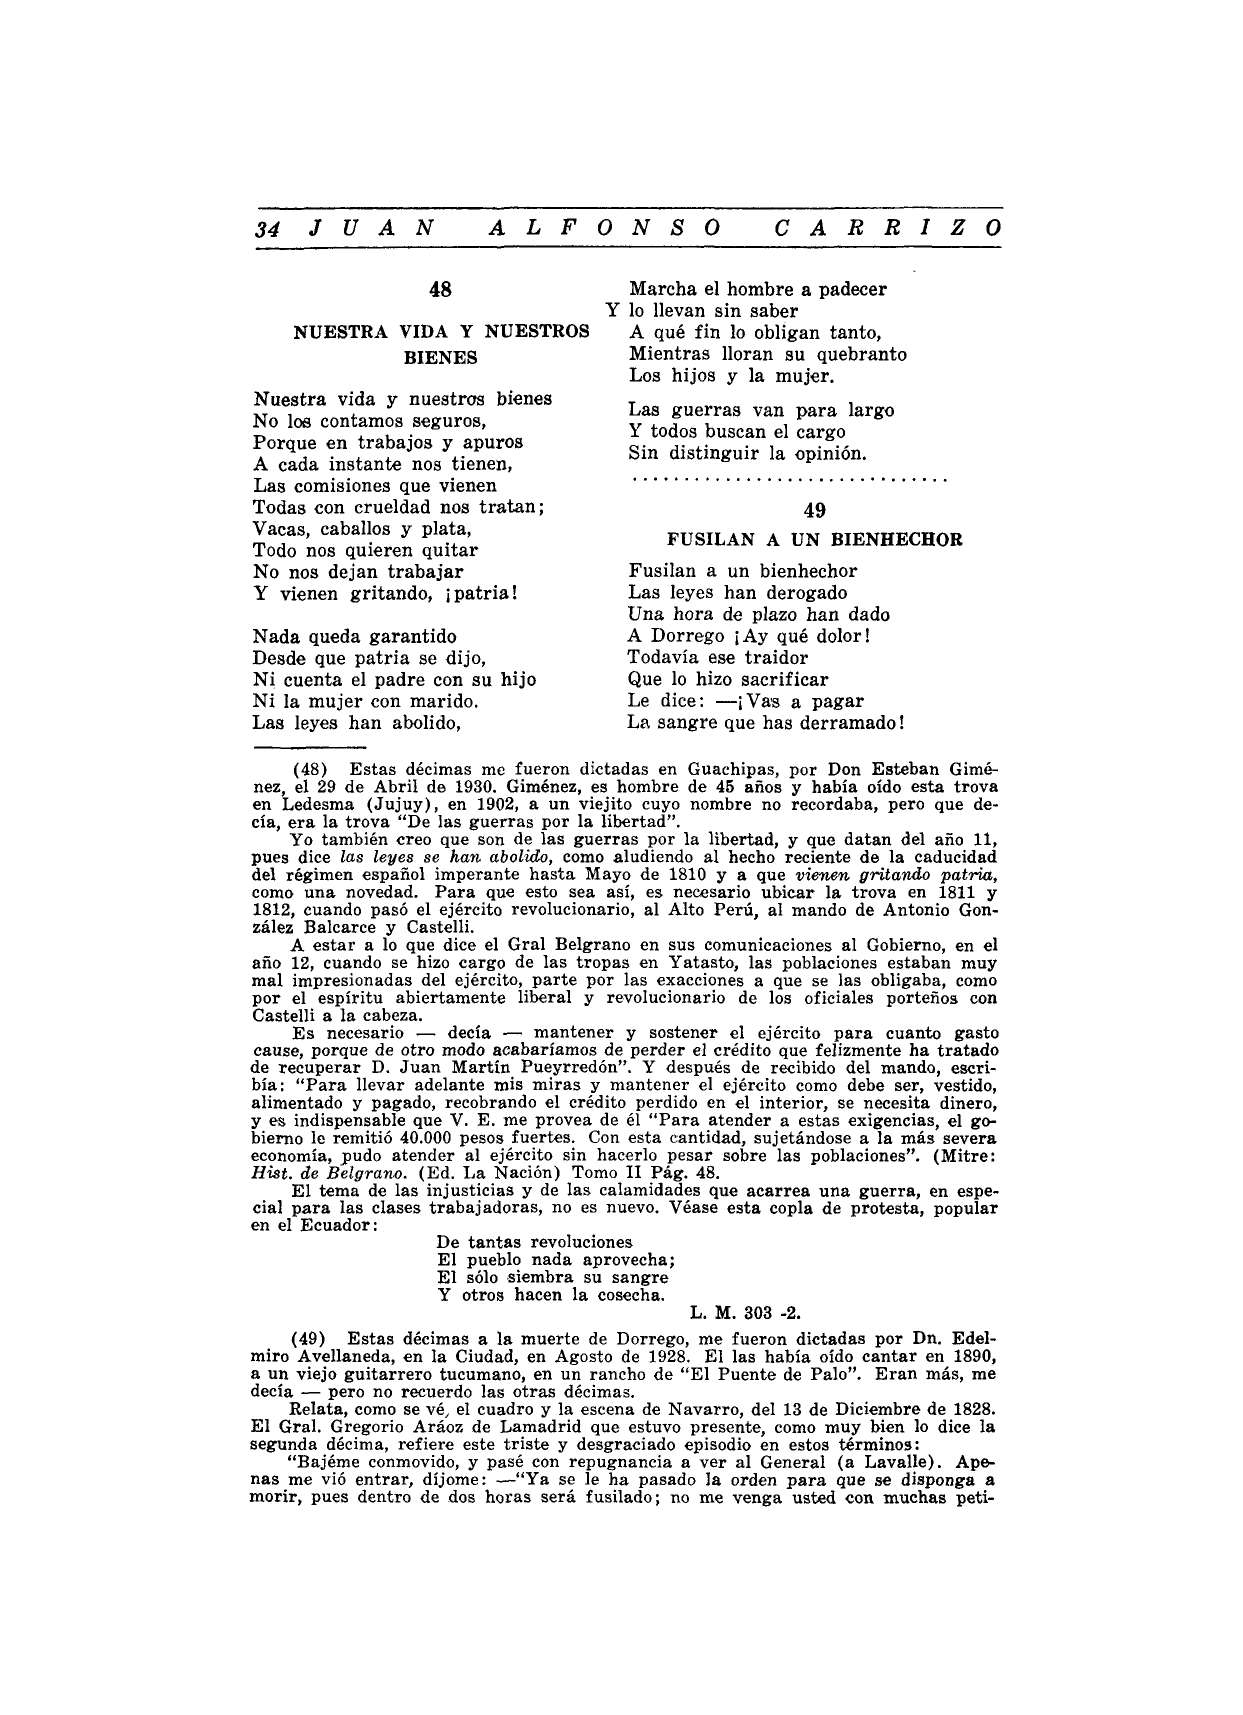 34 JUAN ALFONSO CARRIZO
48
NUESTRA VIDA Y NUESTROS
BIENES
Nuestra vida y nuestros bienes
No los contamos seguros,
Porque en trabajos y apuros
A cada instante nos tienen,
Las comisiones que vienen
Todas con crueldad nos tratan;
Vacas, caballos y plata,
Todo nos quieren quitar
No nos dejan trabajar
Y vienen gritando, ¡patria!
Nada queda garantido
Desde que patria se dijo,
Ni cuenta el padre con su hijo
Ni la mujer con marido.
Las leyes han abolido,
Marcha el hombre a padecer
Y lo llevan sin saber
A qué fin lo obligan tanto,
Mientras lloran su quebranto
Los hijos y la mujer.
Las guerras van para largo
Y todos buscan el cargo
Sin distinguir la opinión.
...............................
49
FUSILAN A UN BIENHECHOR
Fusilan a un bienhechor
Las leyes han derogado
Una hora de plazo han dado
A Dorrego ¡Ay qué dolor!
Todavía ese traidor
Que lo hizo sacrificar
Le dice: —¡Vas a pagar
La sangre que has derramado!
(48) Estas décimas me fueron dictadas en Guachipas, por Don Esteban Gimé-
nez, el 29 de Abril de 1930. Giménez, es hombre de 45 años y había oído esta trova
en Ledesma (Jujuy), en 1902, a un viejito cuyo nombre no recordaba, pero que de-
cía, era la trova “De las guerras por la libertad”.
Yo también creo que son de las guerras por la libertad, y que datan del año 11,
pues dice las leyes se han abolido, como aludiendo al hecho reciente de la caducidad
del régimen español imperante hasta Mayo de 1810 y a que vienen gritando patria,
como una novedad. Para que esto sea así, es necesario ubicar la trova en 1811 y
1812, cuando pasó el ejército revolucionario, al Alto Perú, al mando de Antonio Gon-
zález Balcarce y Castelli.
A estar a lo que dice el Gral Belgrano en sus comunicaciones al Gobierno, en el
año 12, cuando se hizo cargo de las tropas en Yatasto, las poblaciones estaban muy
mal impresionadas del ejército, parte por las exacciones a que se las obligaba, como
por el espíritu abiertamente liberal y revolucionario de los oficiales porteños con
Castelli a la cabeza.
Es necesario — decía — mantener y sostener el ejército para cuanto gasto
cause, porque de otro modo acabaríamos de perder el crédito que felizmente ha tratado
de recuperar D. Juan Martín Pueyrredón”. Y después de recibido del mando, escri-
bía: “Para llevar adelante mis miras y mantener el ejército como debe ser, vestido,
alimentado y pagado, recobrando el crédito perdido en el interior, se necesita dinero,
y es indispensable que V. E. me provea de él “Para atender a estas exigencias, el go-
bierno le remitió 40.000 pesos fuertes. Con esta cantidad, sujetándose a la más severa
economía, pudo atender al ejército sin hacerlo pesar sobre las poblaciones”. (Mitre:
Hist. de Belgrano. (Ed. La Nación) Tomo II Pág. 48.
El tema de las injusticias y de las calamidades que acarrea una guerra, en espe-
cial para las clases trabajadoras, no es nuevo. Véase esta copla de protesta, popular
en el Ecuador:
De tantas revoluciones
El pueblo nada aprovecha;
El sólo siembra su sangre
Y otros hacen la cosecha.
L. M. 303 -2.
(49) Estas décimas a la muerte de Dorrego, me fueron dictadas por Dn. Edel-
miro Avellaneda, en la Ciudad, en Agosto de 1928. El las había oído cantar en 1890,
a un viejo guitarrero tucumano, en un rancho de “El Puente de Palo”. Eran más, me
decía — pero no recuerdo las otras décimas.
Relata, como se vé, el cuadro y la escena de Navarro, del 13 de Diciembre de 1828.
El Gral. Gregorio Aráoz de Lamadrid que estuvo presente, como muy bien lo dice la
segunda décima, refiere este triste y desgraciado episodio en estos términos:
“Bajéme conmovido, y pasé con repugnancia a ver al General (a Lavalle). Ape-
nas me vió entrar, díjome: —“Ya se le ha pasado la orden para que se disponga a
morir, pues dentro de dos horas será fusilado; no me venga usted con muchas peti-